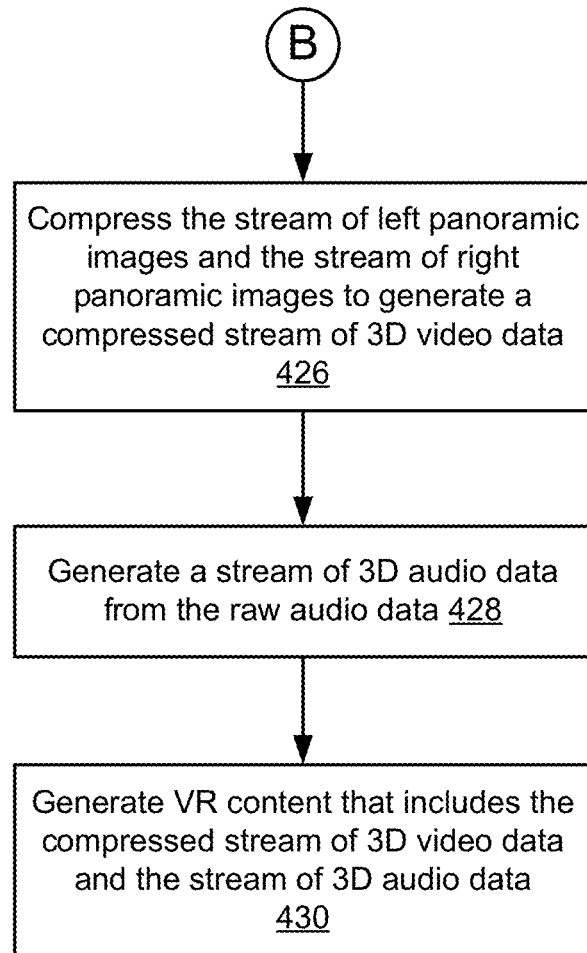 B
Compress the stream of left panoramic
images and the stream of right
panoramic images to generate a
compressed stream of 3D video data
426
Generate a stream of 3D audio data
from the raw audio data 428
Generate VR content that includes the
compressed stream of 3D video data
and the stream of 3D audio data
430